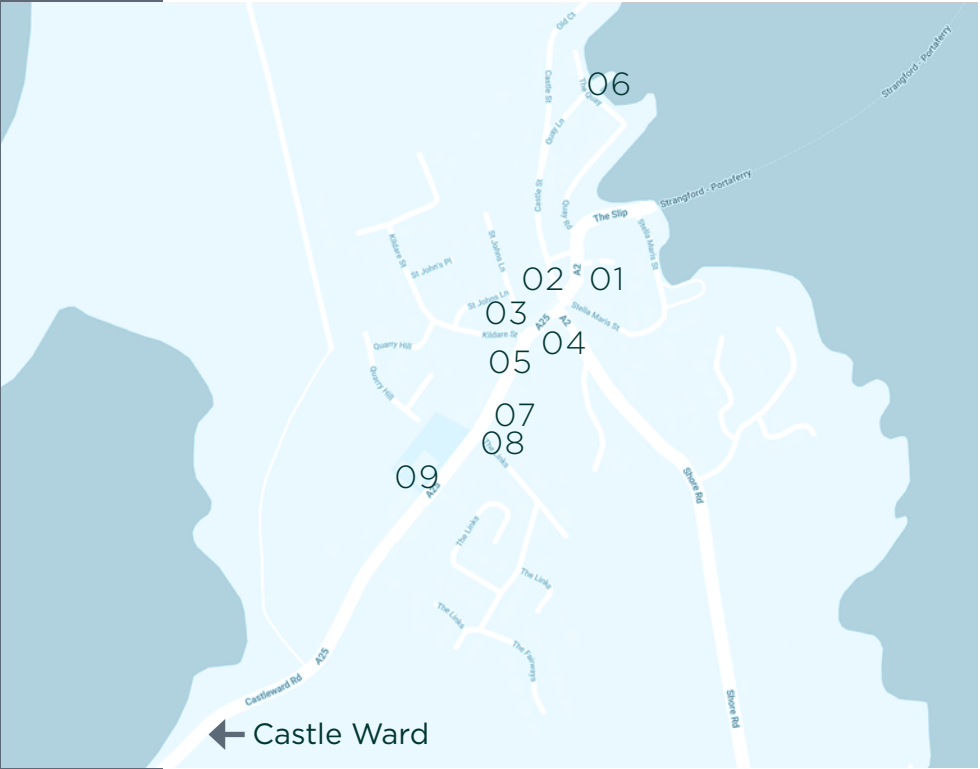 Old Ct
Castle St
The Quay
06
Quay Ln
Strangford - Portaferry
Strangford - Portaferry
Castle St
Quay Rd
The Slip
Stella Maris St
Kildare St
St John's Pl
St Johns Ln
A2
02
01
St Johns Ln
03
A25
A2
Stella Maris St
Kildare St
04
Quarry Hill
05
Quarry Hill
07
08
The Links
09
A25
Shore Rd
The Links
The Links
The Links
The Fairways
A25
Castleward Rd
Shore Rd
Castle Ward